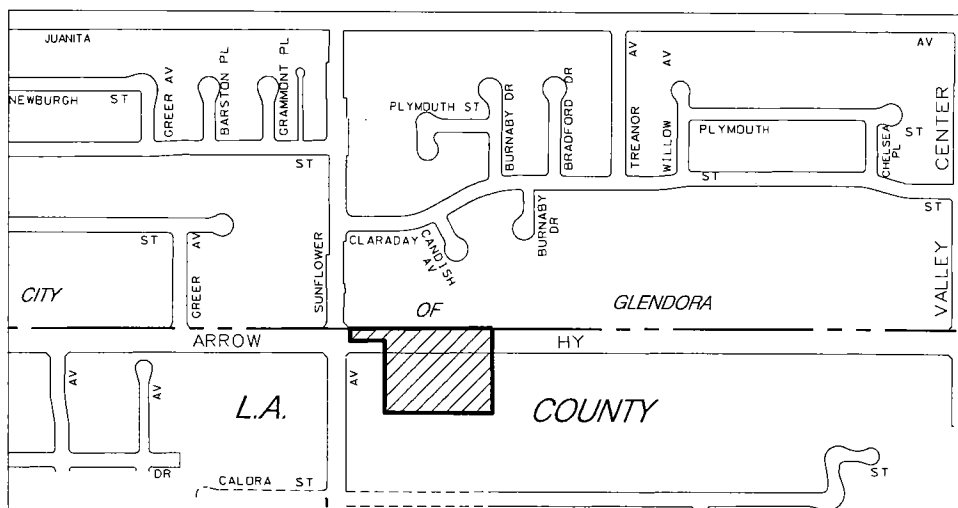 JUANITA
AV
NEWBURGH ST
GREER AV
BARSTON PL
GRAMMONT PL
PLYMOUTH ST
BURNABY DR
BRADFORD DR
TREANOR AV
WILLOW AV
PLYMOUTH ST
CHELSEA PL
CENTER
ST
ST
ST
ST
GREER AV
SUNFLOWER
CLARADAY
CANDISH AV
BURNABY DR
VALLEY
CITY
OF
GLENDORA
ARROW
HY
AV
AV
AV
L.A.
COUNTY
DR
CALORA ST
ST